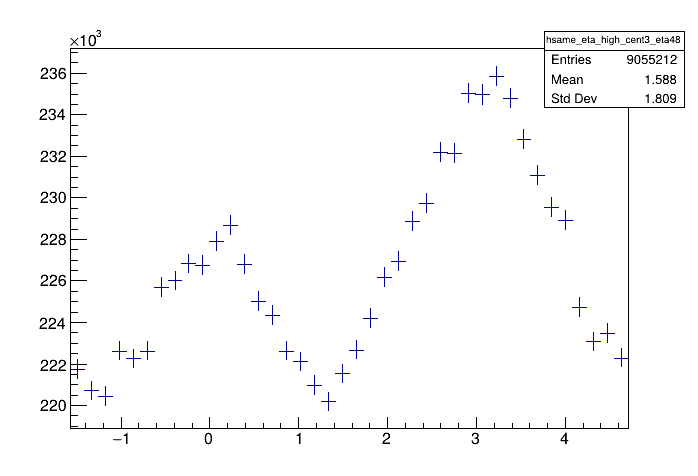 ×10³
hsame_eta_high_cent3_eta48
Entries 9055212
Mean 1.588
Std Dev 1.809
236
234
232
230
228
226
224
222
220
−1 0 1 2 3 4